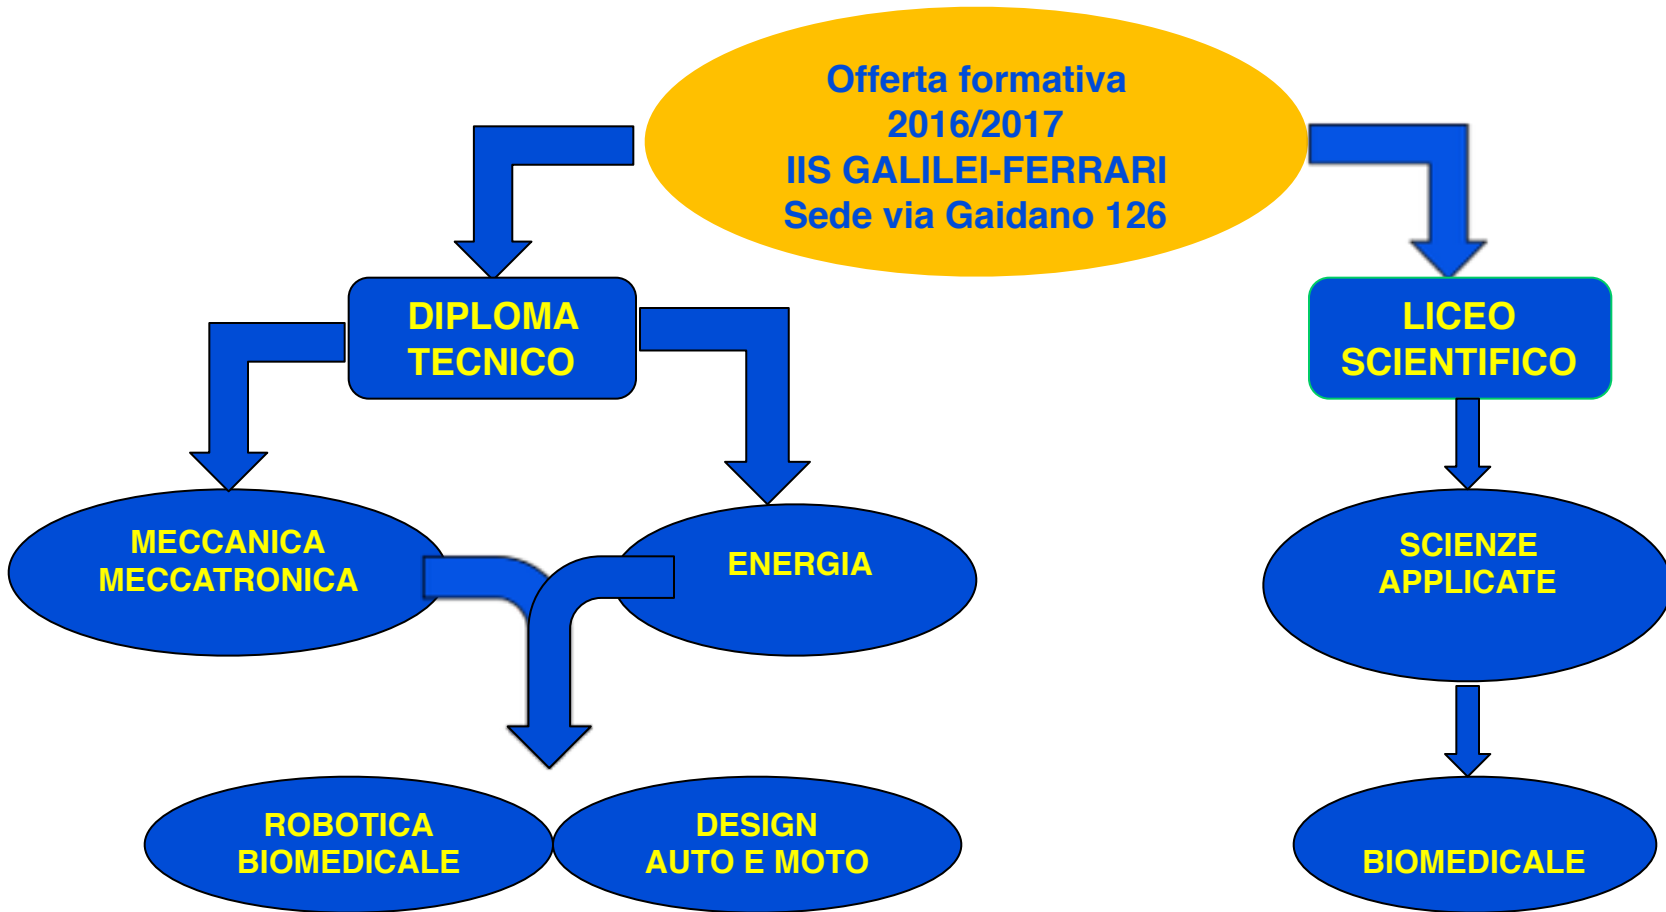 Offerta formativa
2016/2017
IIS GALILEI-FERRARI
Sede via Gaidano 126
DIPLOMA
TECNICO
LICEO
SCIENTIFICO
MECCANICA
MECCATRONICA
ENERGIA
SCIENZE
APPLICATE
ROBOTICA
BIOMEDICALE
DESIGN
AUTO E MOTO
BIOMEDICALE